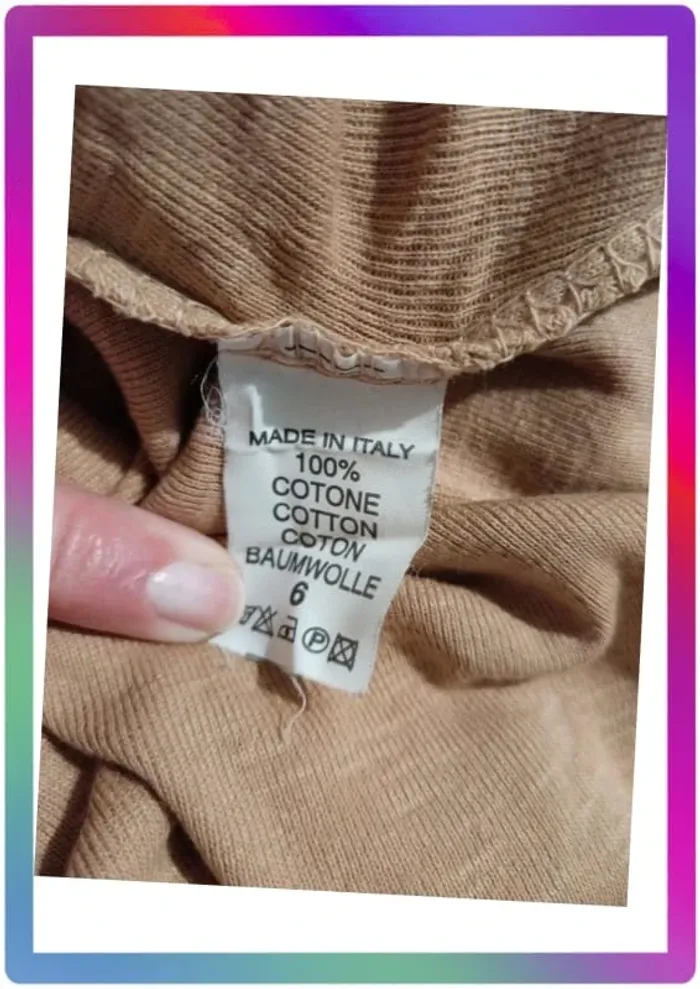 MADE IN ITALY
100%
COTONE
COTTON
COTON
BAUMWOLLE
6
P